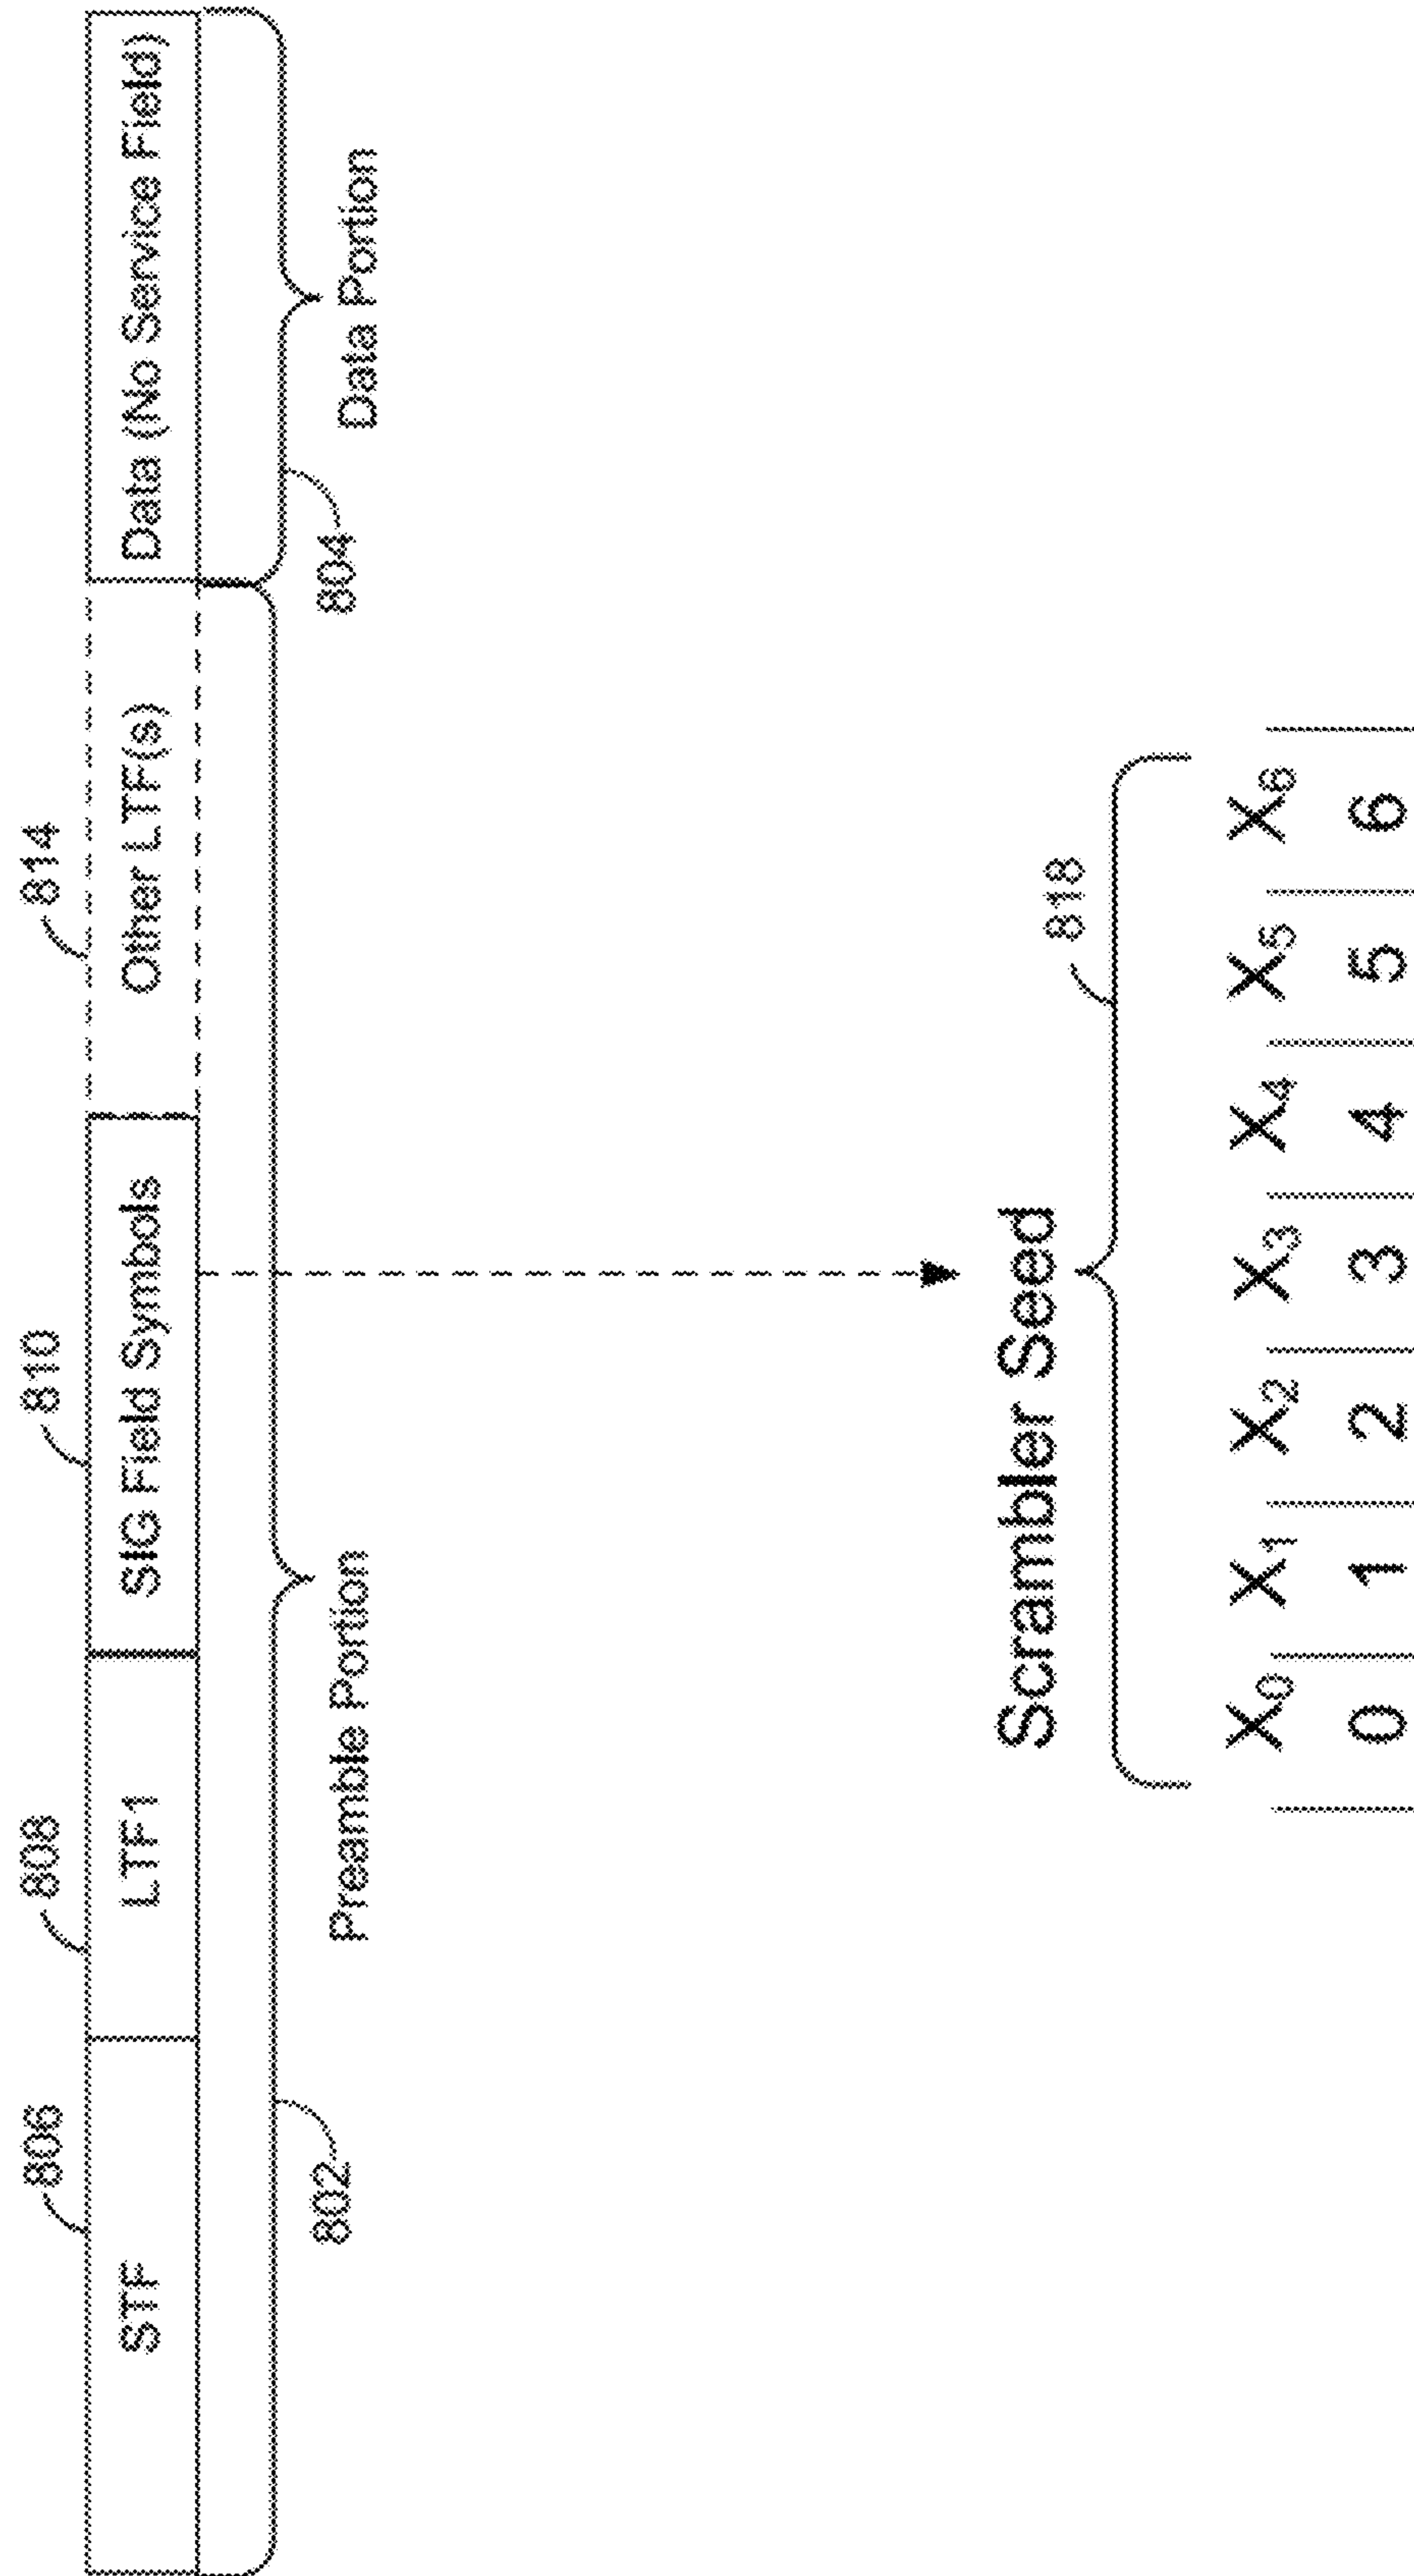 806
808
810
814
STF
LTF1
SIG Field Symbols
Other LTF(s)
Data (No Service Field)
802
804
Preamble Portion
Data Portion
Scrambler Seed
818
X0 X1 X2 X3 X4 X5 X6
0 1 2 3 4 5 6